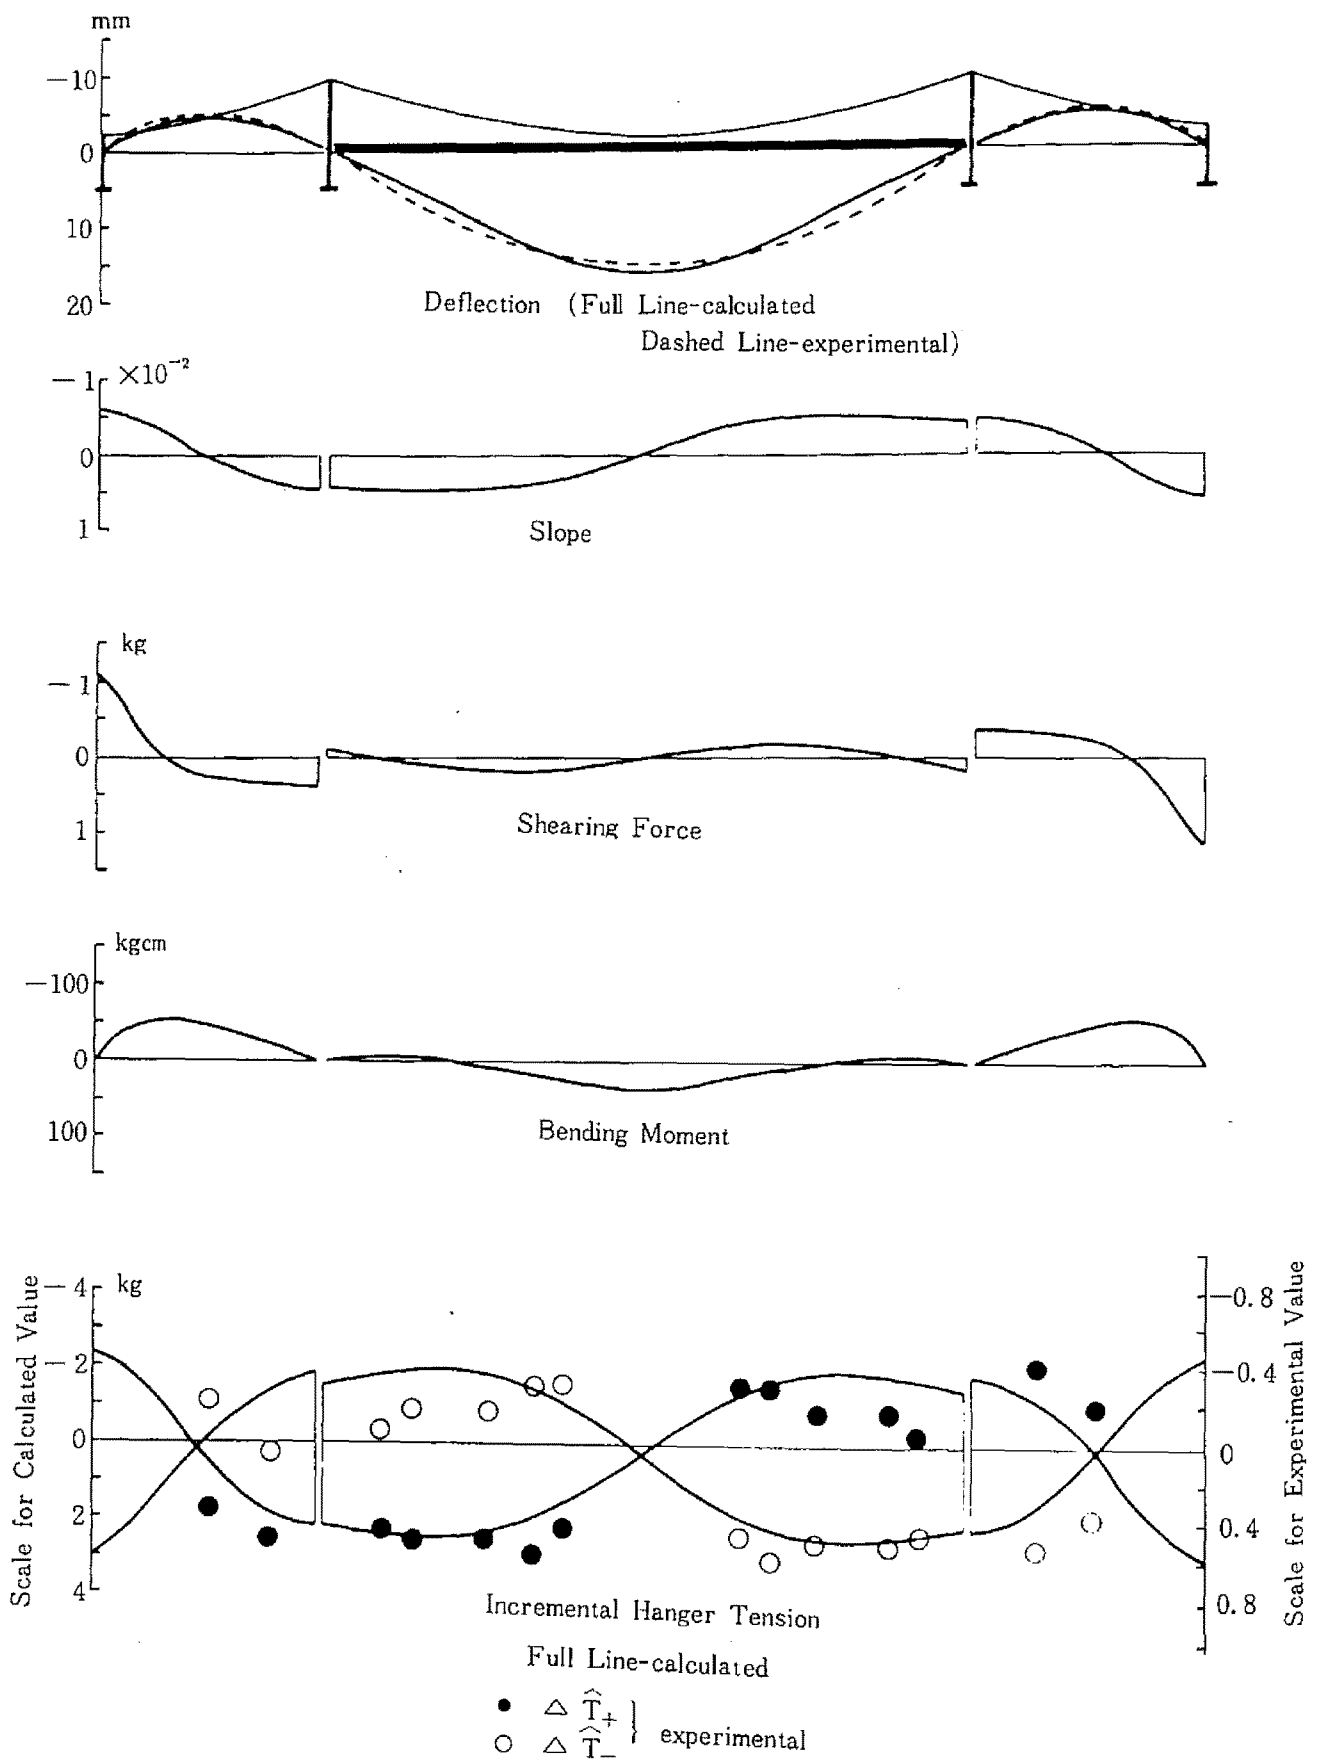 mm
−10
0
10
20
Deflection (Full Line-calculated
Dashed Line-experimental)
−1 ×10⁻²
0
1
Slope
kg
−1
0
1
Shearing Force
kgcm
−100
0
100
Bending Moment
Scale for Calculated Value
−4 kg
−2
0
2
4
−0.8
−0.4
0
0.4
0.8
Scale for Experimental Value
Incremental Hanger Tension
Full Line-calculated
● △ T̂₊
○ △ T̂₋
} experimental